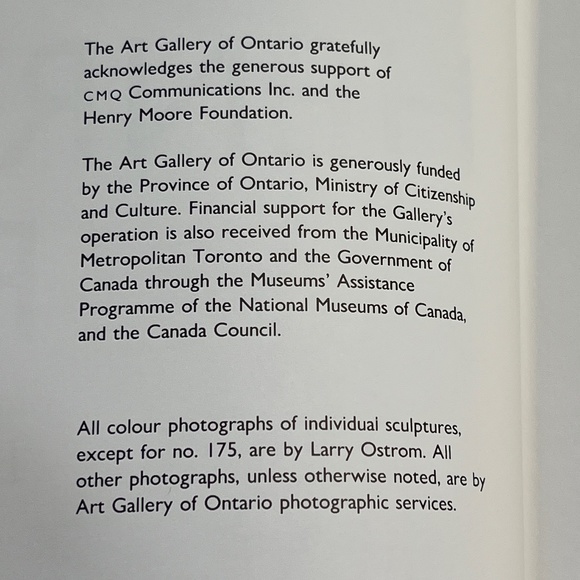 The Art Gallery of Ontario gratefully
acknowledges the generous support of
CMQ Communications Inc. and the
Henry Moore Foundation.
The Art Gallery of Ontario is generously funded
by the Province of Ontario, Ministry of Citizenship
and Culture. Financial support for the Gallery's
operation is also received from the Municipality of
Metropolitan Toronto and the Government of
Canada through the Museums' Assistance
Programme of the National Museums of Canada,
and the Canada Council.
All colour photographs of individual sculptures,
except for no. 175, are by Larry Ostrom. All
other photographs, unless otherwise noted, are by
Art Gallery of Ontario photographic services.